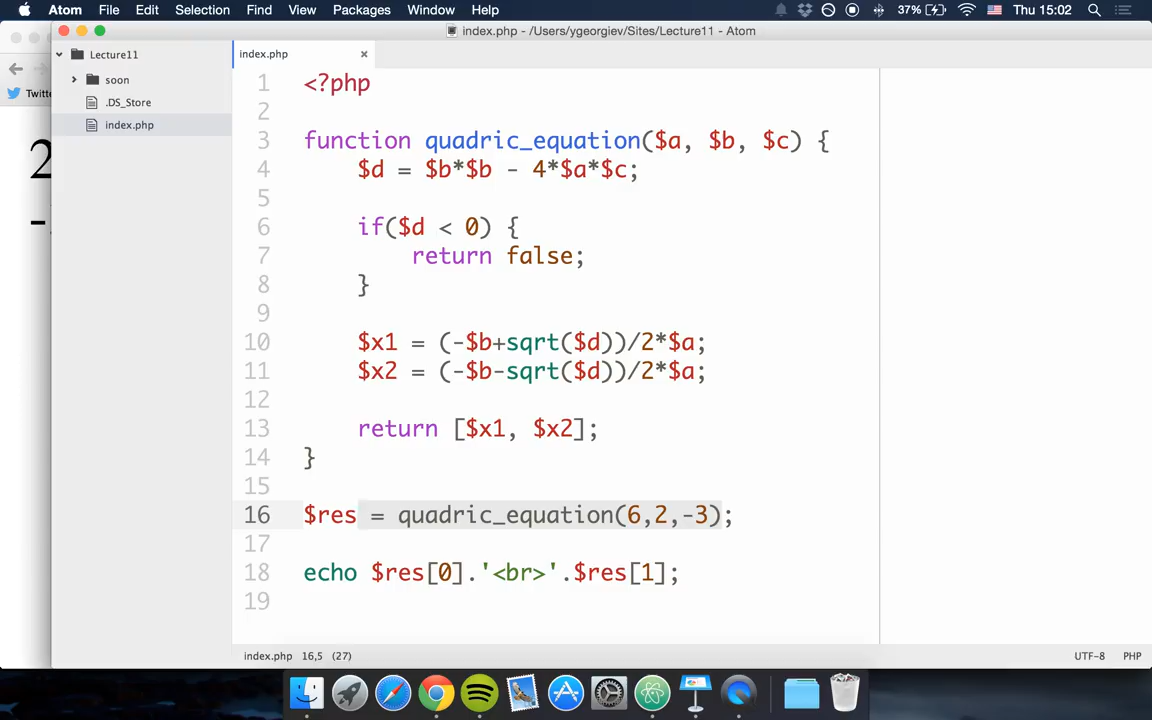 Atom File Edit Selection Find View Packages Window Help 37% Thu 15:02
index.php - /Users/ygeorgiev/Sites/Lecture11 - Atom
Lecture11
soon
.DS_Store
index.php
Twitte
2
-
index.php
1 <?php
2
3 function quadric_equation($a, $b, $c) {
4 $d = $b*$b - 4*$a*$c;
5
6 if($d < 0) {
7 return false;
8 }
9
10 $x1 = (-$b+sqrt($d))/2*$a;
11 $x2 = (-$b-sqrt($d))/2*$a;
12
13 return [$x1, $x2];
14 }
15
16 $res = quadric_equation(6,2,-3);
17
18 echo $res[0].'<br>'.$res[1];
19
index.php 16,5 (27) UTF-8 PHP